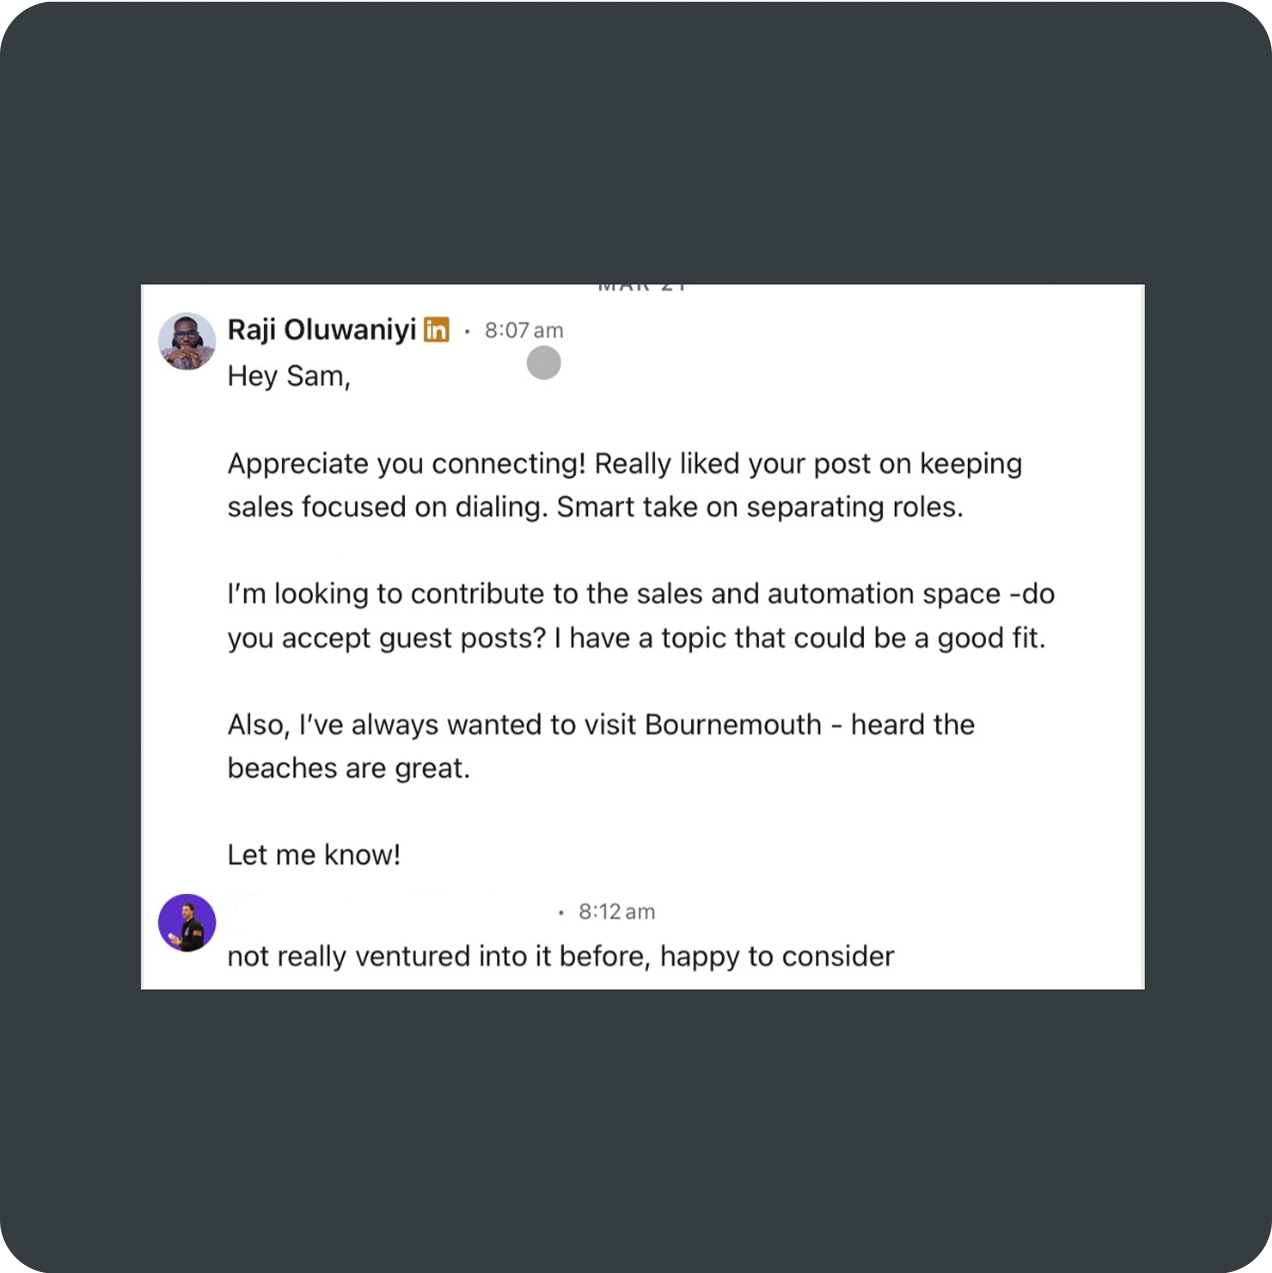 MAR 21
Raji Oluwaniyi in • 8:07 am
Hey Sam,
Appreciate you connecting! Really liked your post on keeping
sales focused on dialing. Smart take on separating roles.
I’m looking to contribute to the sales and automation space -do
you accept guest posts? I have a topic that could be a good fit.
Also, I’ve always wanted to visit Bournemouth - heard the
beaches are great.
Let me know!
• 8:12 am
not really ventured into it before, happy to consider